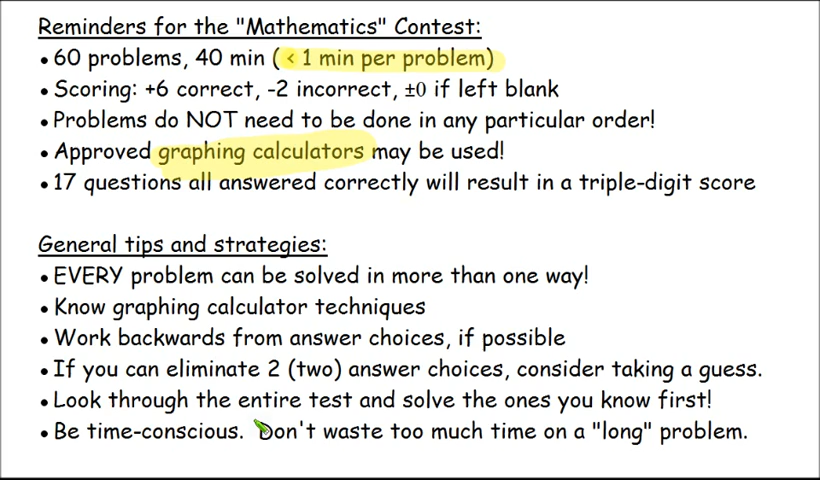 Reminders for the "Mathematics" Contest:
• 60 problems, 40 min ( < 1 min per problem)
• Scoring: +6 correct, -2 incorrect, ±0 if left blank
• Problems do NOT need to be done in any particular order!
• Approved graphing calculators may be used!
• 17 questions all answered correctly will result in a triple-digit score
General tips and strategies:
• EVERY problem can be solved in more than one way!
• Know graphing calculator techniques
• Work backwards from answer choices, if possible
• If you can eliminate 2 (two) answer choices, consider taking a guess.
• Look through the entire test and solve the ones you know first!
• Be time-conscious. Don't waste too much time on a "long" problem.